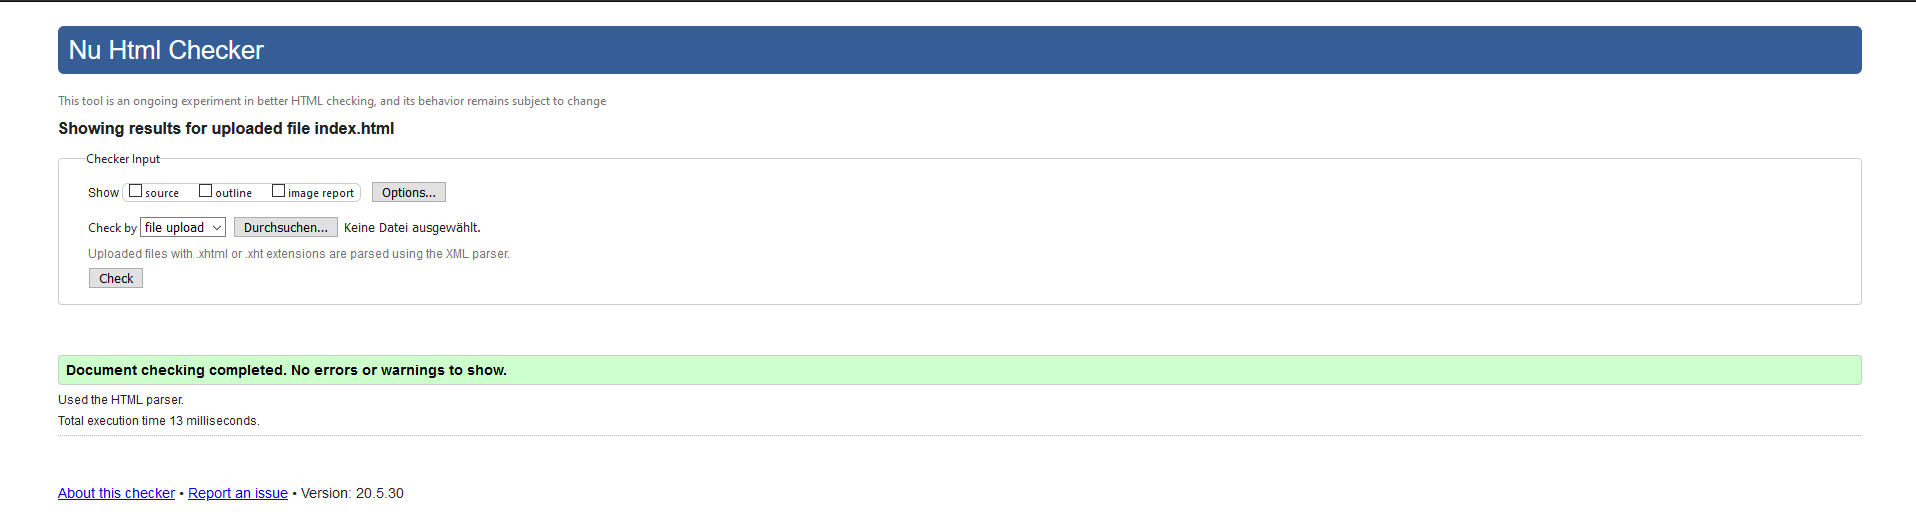 Nu Html Checker
This tool is an ongoing experiment in better HTML checking, and its behavior remains subject to change
Showing results for uploaded file index.html
Checker Input
Show source outline image report Options...
Check by file upload Durchsuchen... Keine Datei ausgewählt.
Uploaded files with .xhtml or .xht extensions are parsed using the XML parser.
Check
Document checking completed. No errors or warnings to show.
Used the HTML parser.
Total execution time 13 milliseconds.
About this checker • Report an issue • Version: 20.5.30